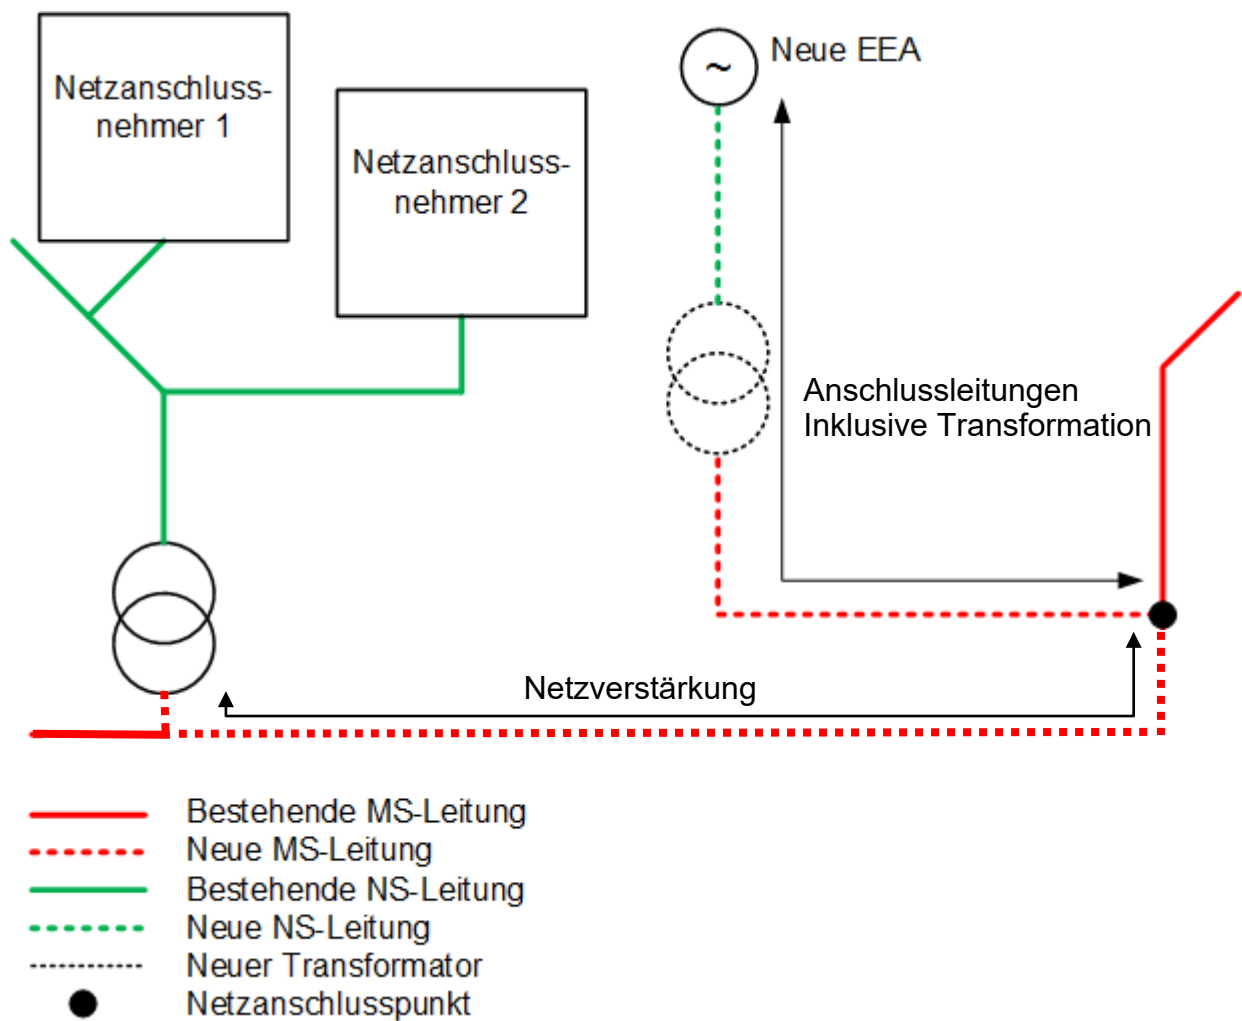 Netzanschluss-
nehmer 1
Netzanschluss-
nehmer 2
~
Neue EEA
Anschlussleitungen
Inklusive Transformation
Netzverstärkung
Bestehende MS-Leitung
Neue MS-Leitung
Bestehende NS-Leitung
Neue NS-Leitung
Neuer Transformator
Netzanschlusspunkt